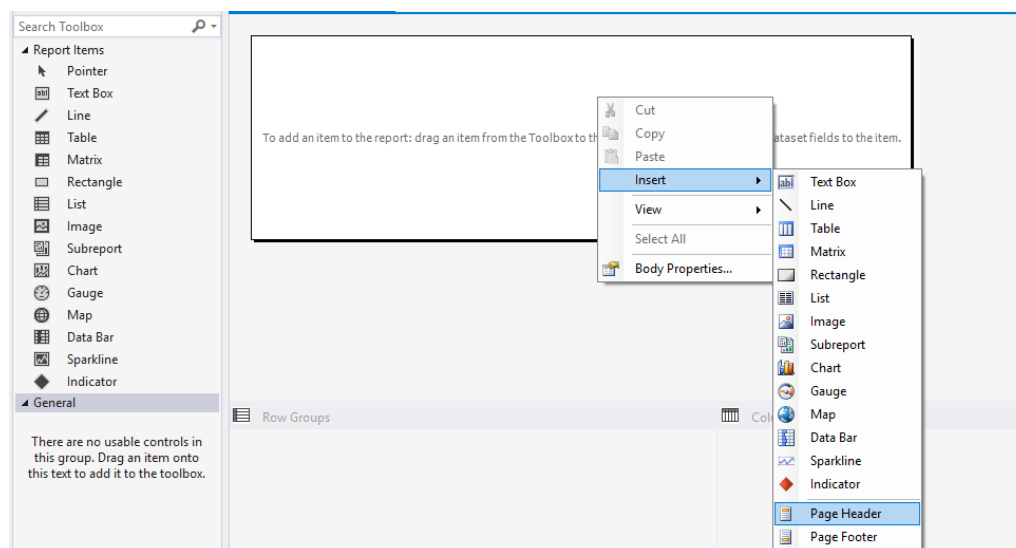 Search Toolbox
Report Items
Pointer
Text Box
Line
Table
Matrix
Rectangle
List
Image
Subreport
Chart
Gauge
Map
Data Bar
Sparkline
Indicator
General
There are no usable controls in
this group. Drag an item onto
this text to add it to the toolbox.
To add an item to the report: drag an item from the Toolbox to th
ataset fields to the item.
Row Groups
Col
Cut
Copy
Paste
Insert
View
Select All
Body Properties...
Text Box
Line
Table
Matrix
Rectangle
List
Image
Subreport
Chart
Gauge
Map
Data Bar
Sparkline
Indicator
Page Header
Page Footer